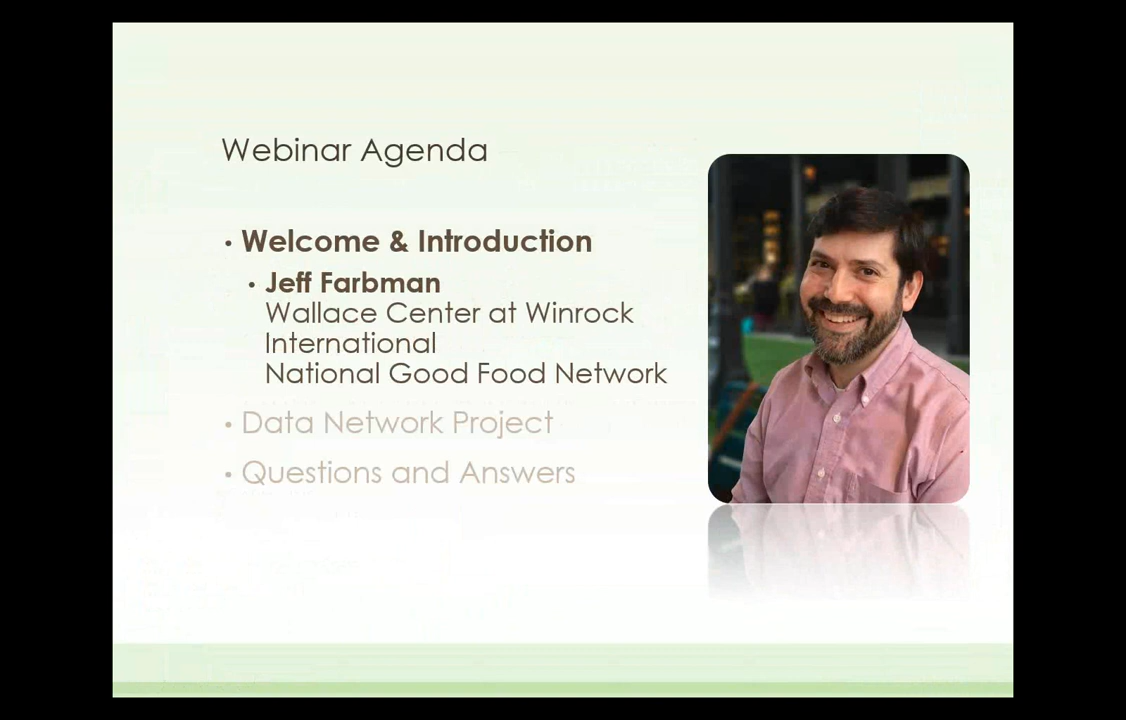 Webinar Agenda
• Welcome & Introduction
• Jeff Farbman
Wallace Center at Winrock
International
National Good Food Network
• Data Network Project
• Questions and Answers